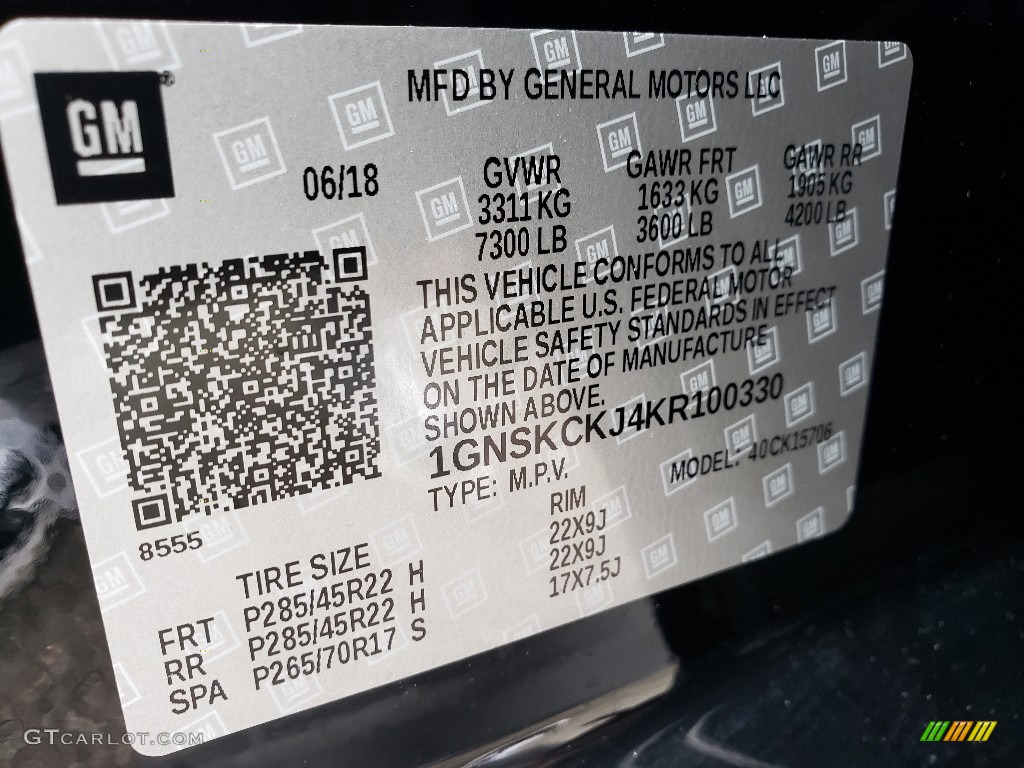 GM
MFD BY GENERAL MOTORS LLC
06/18
GVWR GAWR FRT GAWR RR
3311 KG 1633 KG 1905 KG
7300 LB 3600 LB 4200 LB
THIS VEHICLE CONFORMS TO ALL
APPLICABLE U.S. FEDERAL MOTOR
VEHICLE SAFETY STANDARDS IN EFFECT
ON THE DATE OF MANUFACTURE
SHOWN ABOVE.
1GNSKCKJ4KR100330
TYPE: M.P.V. MODEL: 40CK15706
8555
TIRE SIZE RIM
FRT P285/45R22 H 22X9J
RR P285/45R22 H 22X9J
SPA P265/70R17 S 17X7.5J
GTCARLOT.COM